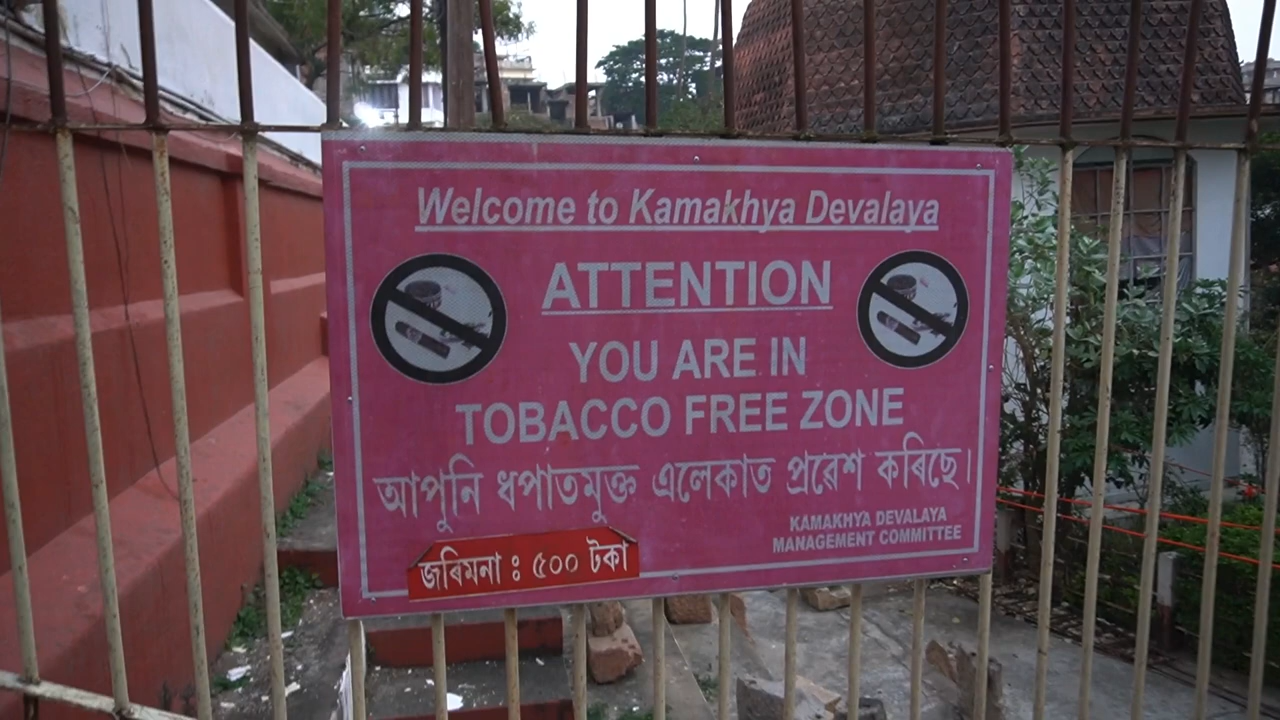 Welcome to Kamakhya Devalaya
ATTENTION
YOU ARE IN
TOBACCO FREE ZONE
আপুনি ধপাতমুক্ত এলেকাত প্ৰৱেশ কৰিছে।
KAMAKHYA DEVALAYA
MANAGEMENT COMMITTEE
জৰিমনা : ৫০০ টকা